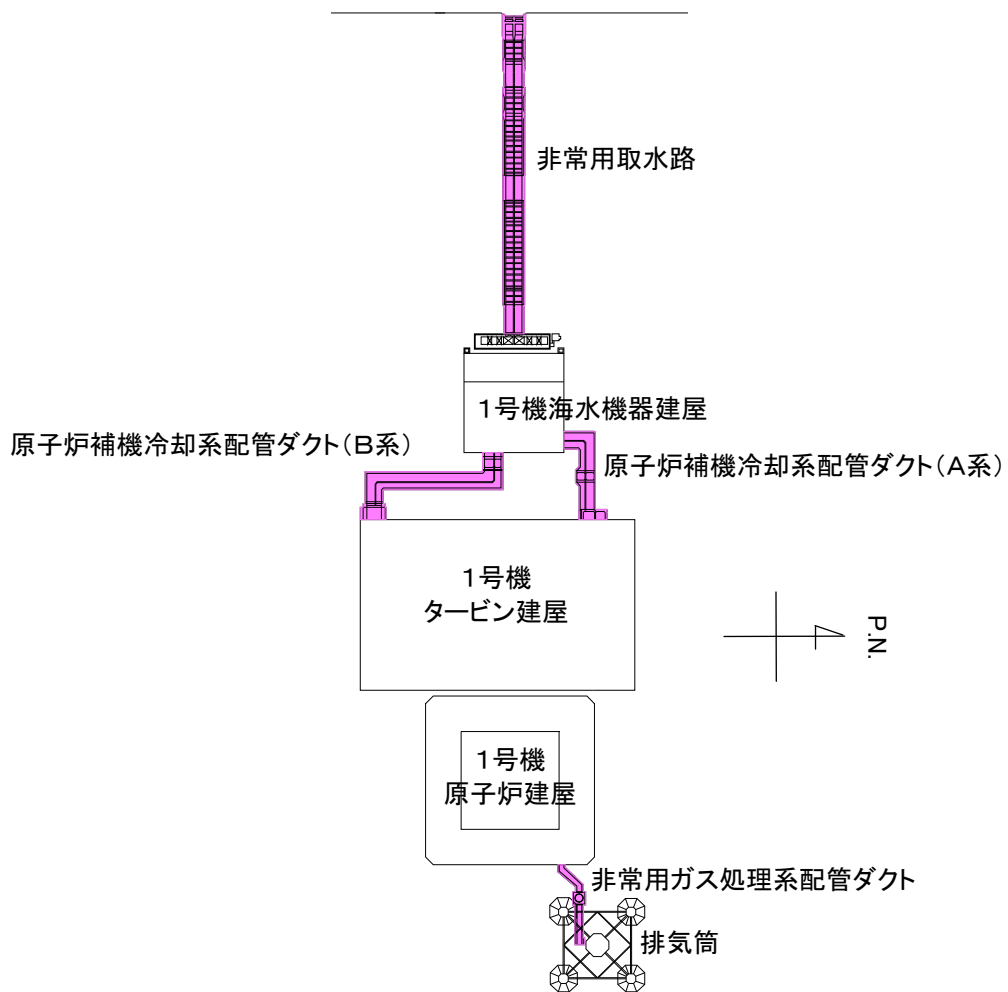 非常用取水路
１号機海水機器建屋
原子炉補機冷却系配管ダクト（Ｂ系）
原子炉補機冷却系配管ダクト（Ａ系）
１号機
タービン建屋
P.N.
１号機
原子炉建屋
非常用ガス処理系配管ダクト
排気筒